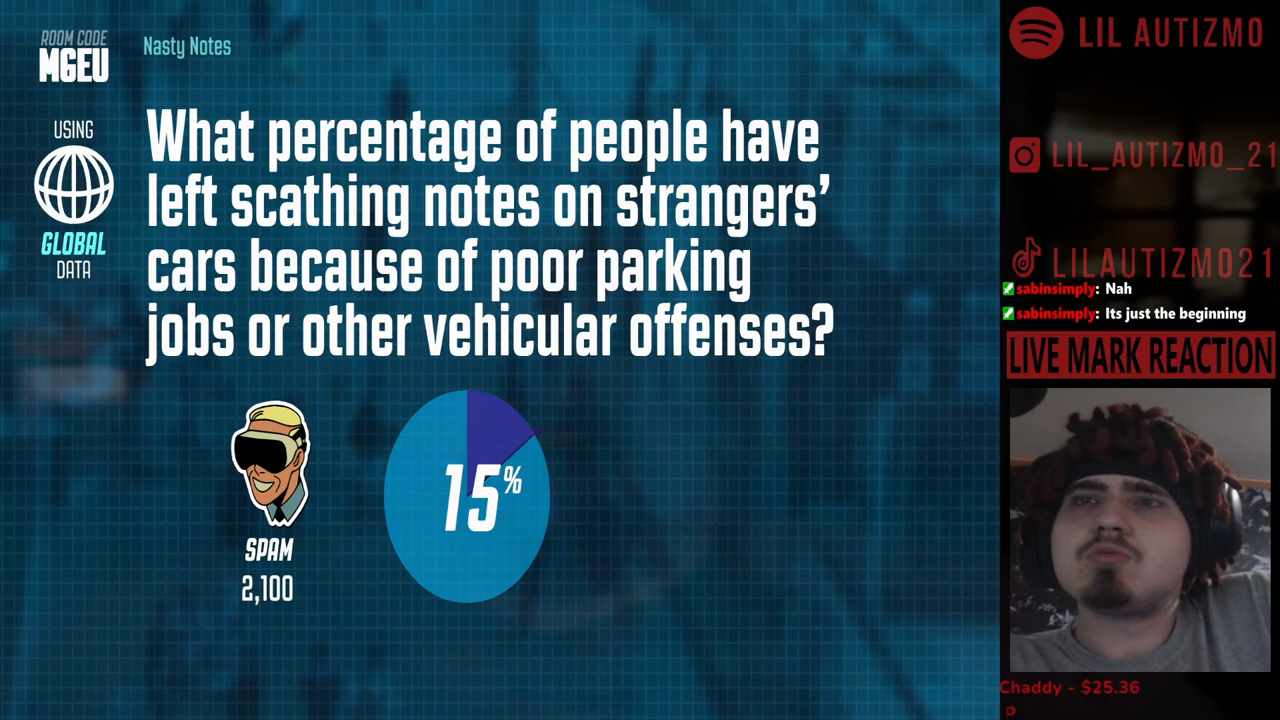 ROOM CODE
MGEU
Nasty Notes
USING
GLOBAL
DATA
What percentage of people have
left scathing notes on strangers'
cars because of poor parking
jobs or other vehicular offenses?
15%
SPAM
2,100
LIL AUTIZMO
LIL_AUTIZMO_21
LILAUTIZMO21
sabinsimply: Nah
sabinsimply: Its just the beginning
LIVE MARK REACTION
Chaddy - $25.36
p